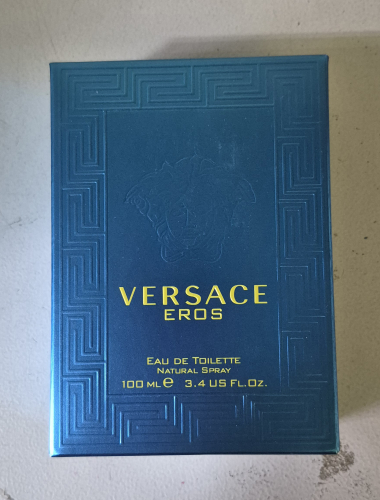 VERSACE
EROS
EAU DE TOILETTE
NATURAL SPRAY
100 ML ℮ 3.4 US FL.OZ.